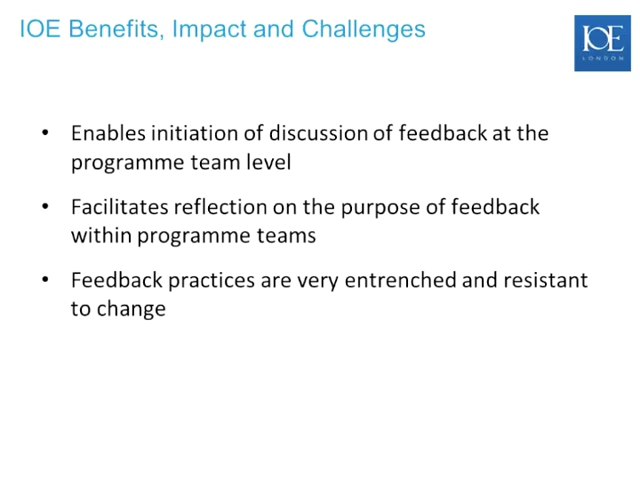 IOE Benefits, Impact and Challenges
IOE
LONDON
• Enables initiation of discussion of feedback at the
programme team level
• Facilitates reflection on the purpose of feedback
within programme teams
• Feedback practices are very entrenched and resistant
to change